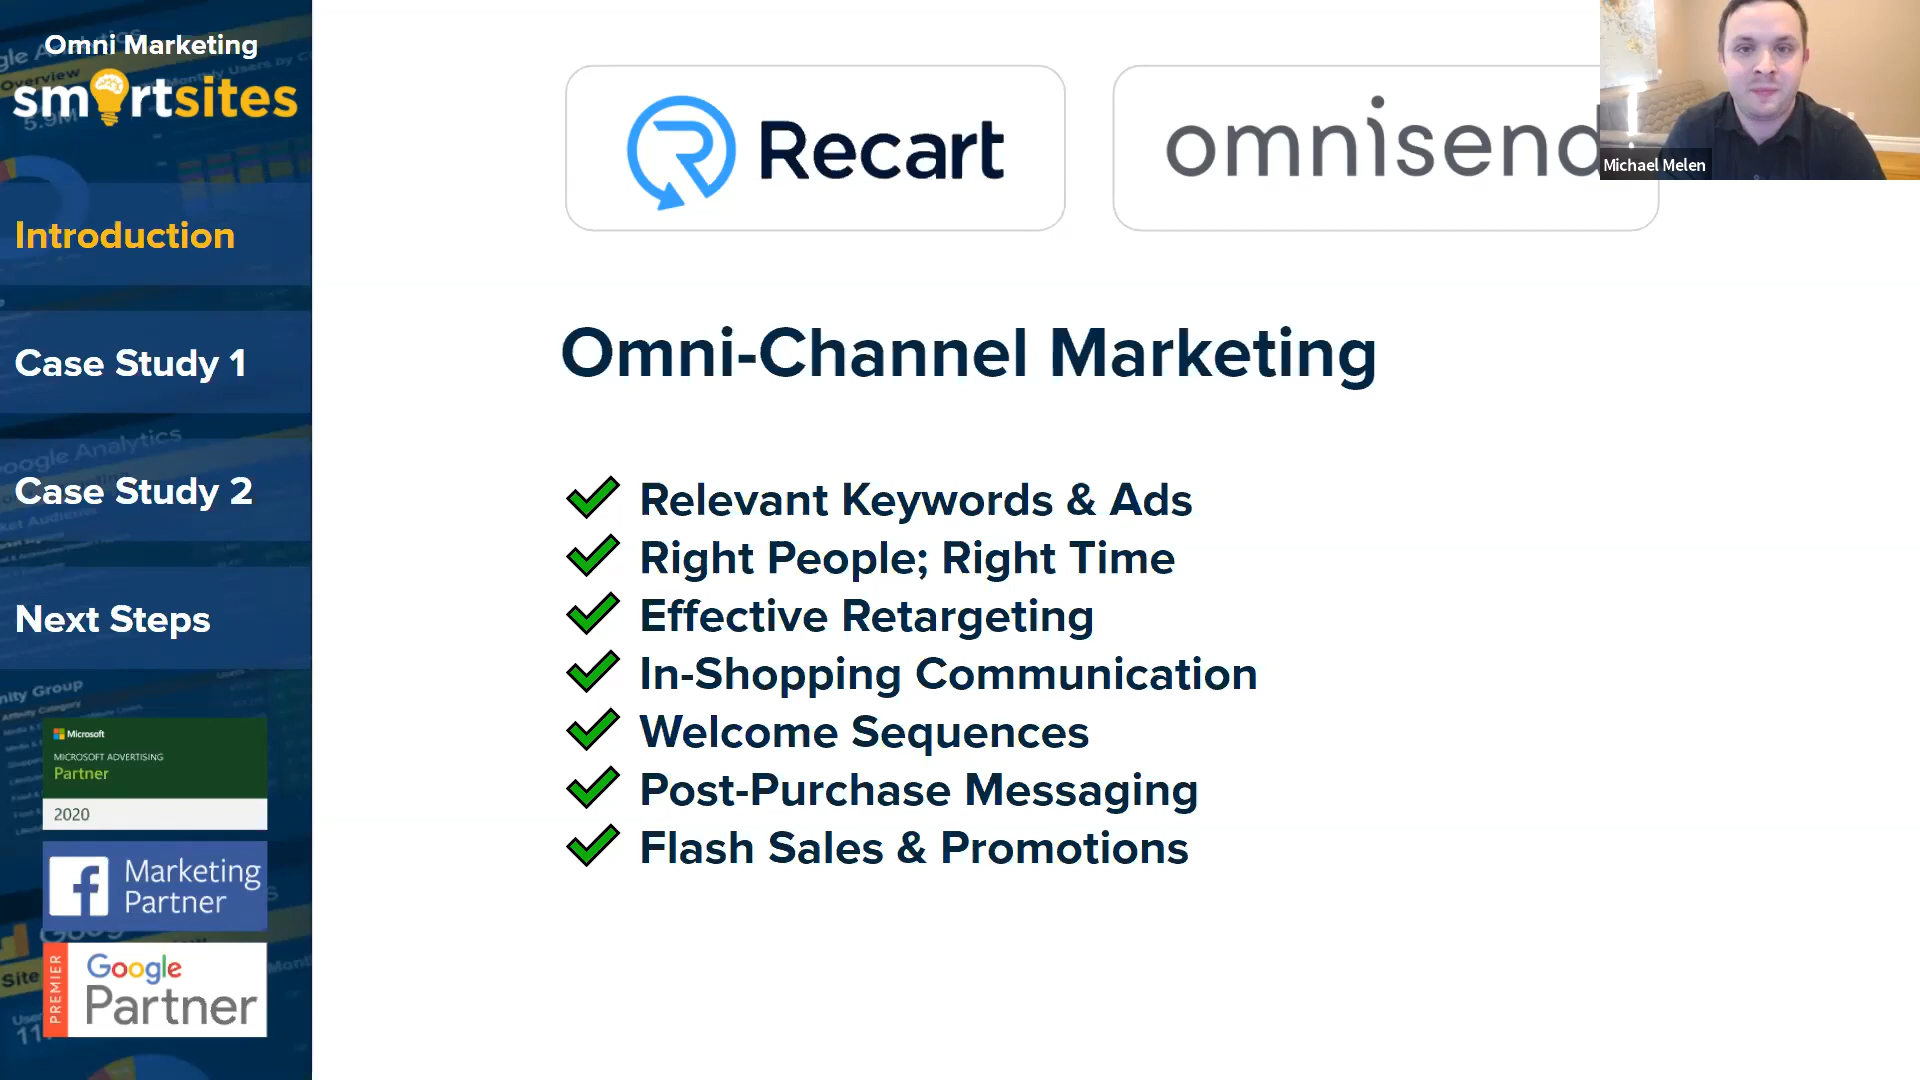 Omni Marketing
smartsites
Introduction
Case Study 1
Case Study 2
Next Steps
Microsoft
MICROSOFT ADVERTISING
Partner
2020
Marketing
Partner
PREMIER
Google
Partner
Recart
omnisend
Michael Melen
Omni-Channel Marketing
Relevant Keywords & Ads
Right People; Right Time
Effective Retargeting
In-Shopping Communication
Welcome Sequences
Post-Purchase Messaging
Flash Sales & Promotions